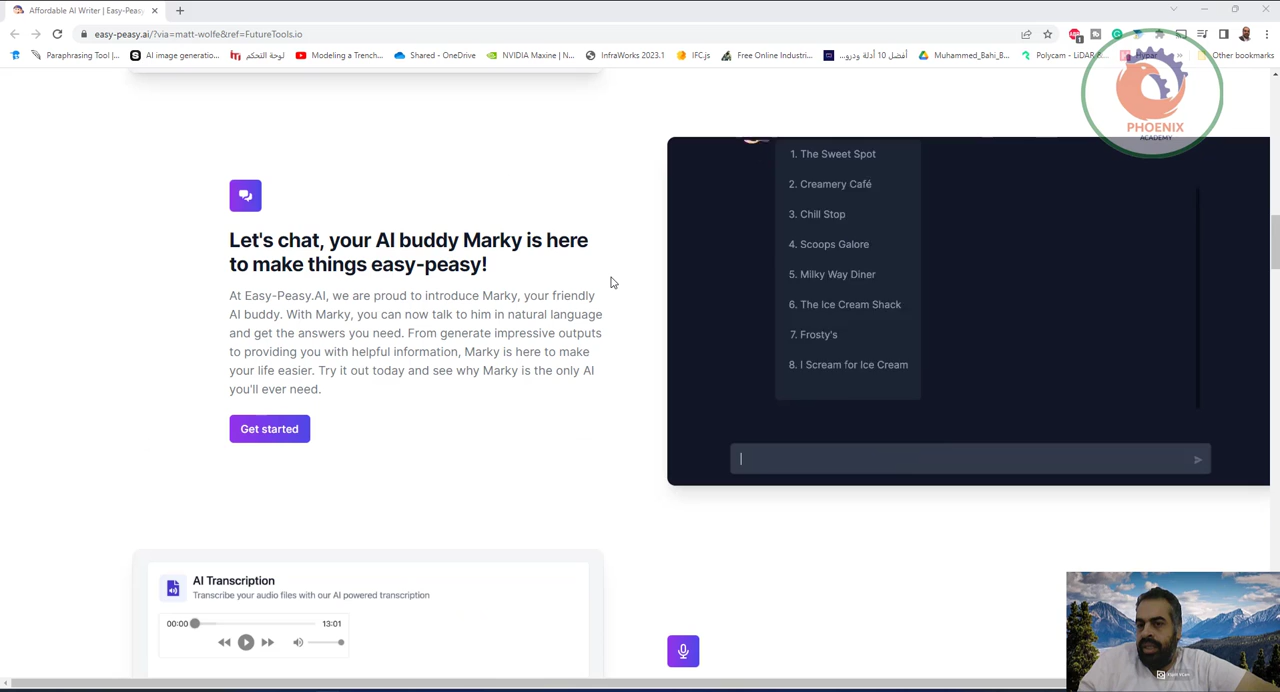 Affordable AI Writer | Easy-Peas
easy-peasy.ai/?via=matt-wolfe&ref=FutureTools.io
Paraphrasing Tool |...
AI image generatio...
لوحة التحكم
Modeling a Trench...
Shared - OneDrive
NVIDIA Maxine | N...
InfraWorks 2023.1
IFC.js
Free Online Industri...
أفضل 10 أدلة ودرو...
Muhammed_Bahi_B...
Polycam - LiDAR
Hypar
Other bookmarks
PHOENIX
ACADEMY
Let's chat, your AI buddy Marky is here
to make things easy-peasy!
At Easy-Peasy.AI, we are proud to introduce Marky, your friendly
AI buddy. With Marky, you can now talk to him in natural language
and get the answers you need. From generate impressive outputs
to providing you with helpful information, Marky is here to make
your life easier. Try it out today and see why Marky is the only AI
you'll ever need.
Get started
1. The Sweet Spot
2. Creamery Café
3. Chill Stop
4. Scoops Galore
5. Milky Way Diner
6. The Ice Cream Shack
7. Frosty's
8. I Scream for Ice Cream
AI Transcription
Transcribe your audio files with our AI powered transcription
00:00
13:01